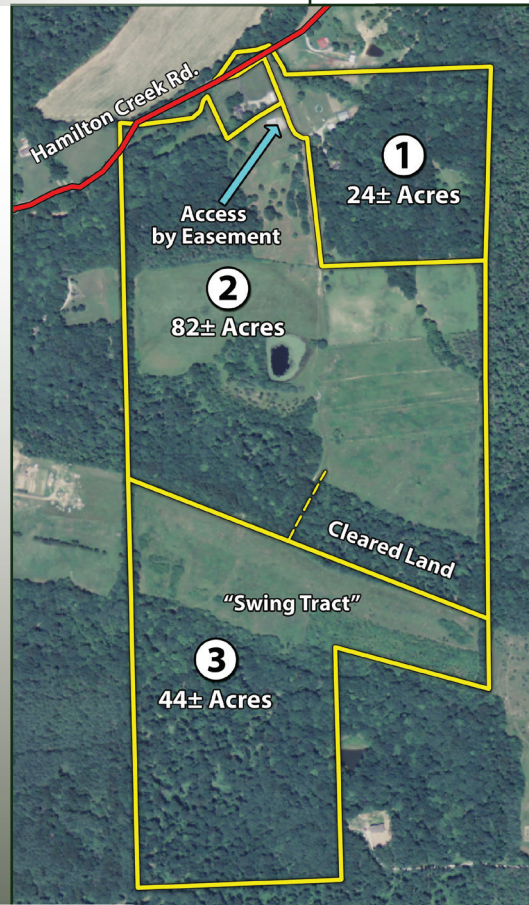 Hamilton Creek Rd.
1
24± Acres
Access
by Easement
2
82± Acres
Cleared Land
“Swing Tract”
3
44± Acres